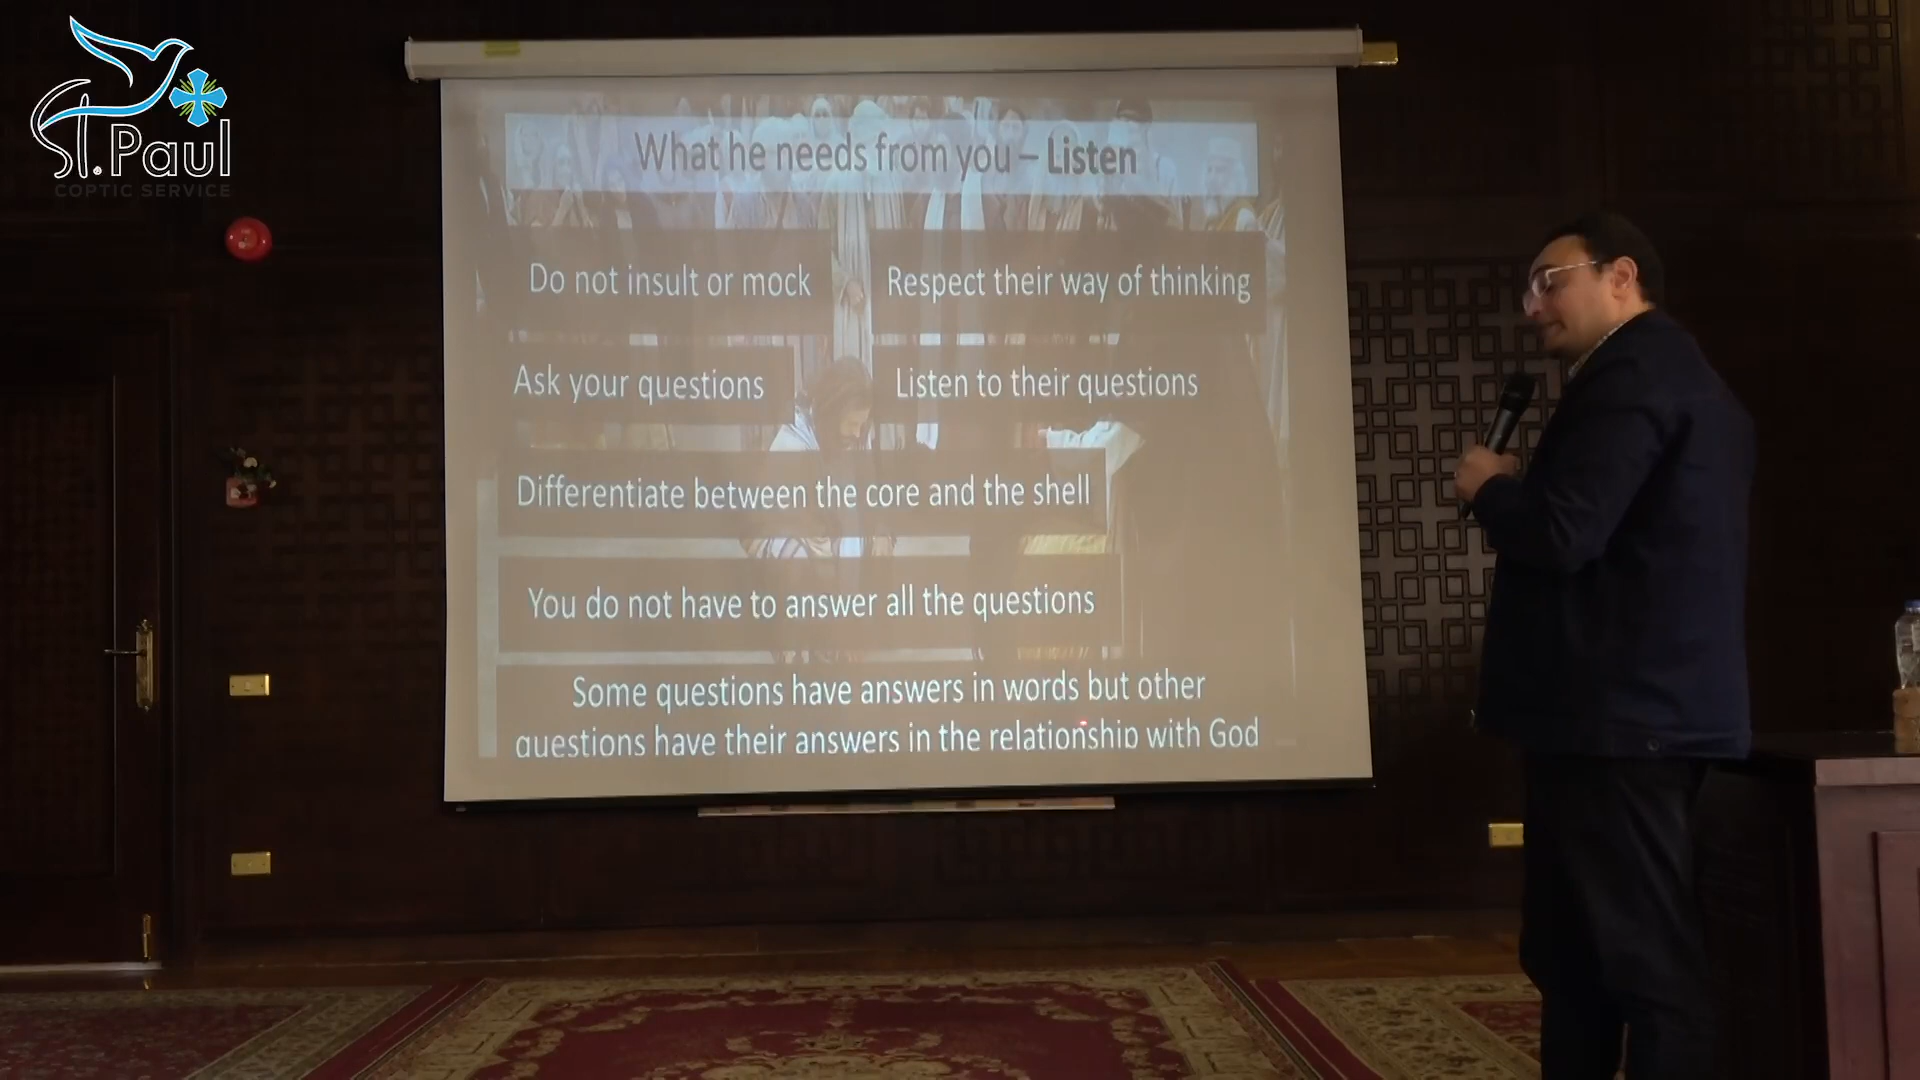 St.Paul
COPTIC SERVICE
What he needs from you – Listen
Do not insult or mock
Respect their way of thinking
Ask your questions
Listen to their questions
Differentiate between the core and the shell
You do not have to answer all the questions
Some questions have answers in words but other
questions have their answers in the relationship with God